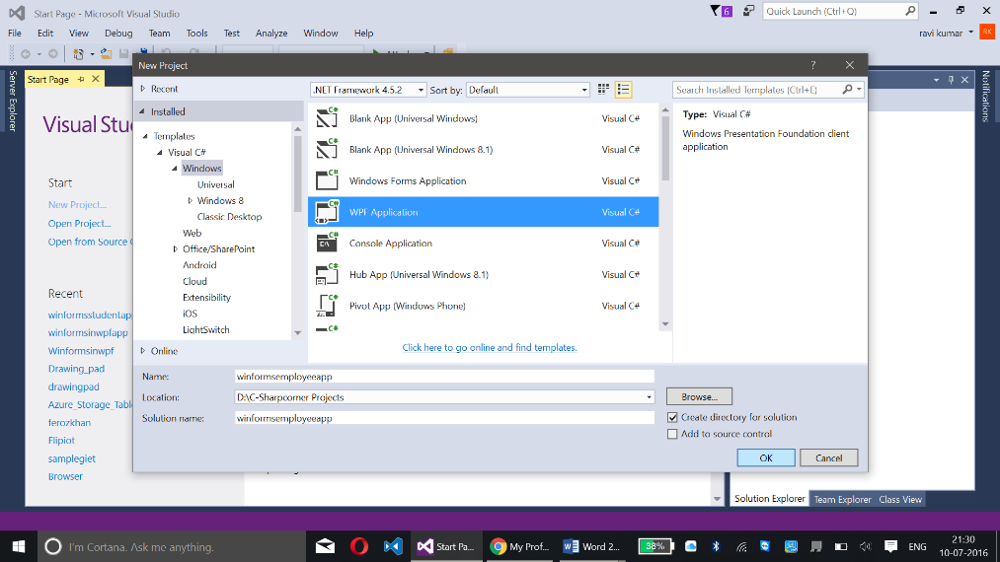 Start Page - Microsoft Visual Studio
6
Quick Launch (Ctrl+Q)
File Edit View Debug Team Tools Test Analyze Window Help
ravi kumar
RK
Server Explorer
Start Page
Notifications
Visual Stu
Start
New Project...
Open Project...
Open from Source C
Recent
winformsstudentap
winformsinwpfapp
Winformsinwpf
Drawing_pad
drawingpad
Azure_Storage_Tabl
ferozkhan
Flipiot
samplegiet
Browser
New Project
? 
Recent
.NET Framework 4.5.2 Sort by: Default
Search Installed Templates (Ctrl+E)
Installed
Templates
Visual C#
Windows
Universal
Windows 8
Classic Desktop
Web
Office/SharePoint
Android
Cloud
Extensibility
iOS
LightSwitch
Online
Blank App (Universal Windows) Visual C#
Blank App (Universal Windows 8.1) Visual C#
Windows Forms Application Visual C#
WPF Application Visual C#
Console Application Visual C#
Hub App (Universal Windows 8.1) Visual C#
Pivot App (Windows Phone) Visual C#
Click here to go online and find templates.
Type: Visual C#
Windows Presentation Foundation client
application
Name: winformsemployeeapp
Location: D:\C-Sharpcorner Projects Browse...
Solution name: winformsemployeeapp
Create directory for solution
Add to source control
OK Cancel
Solution Explorer Team Explorer Class View
I'm Cortana. Ask me anything.
Start Pa...
My Prof...
Word 2...
38%
ENG
21:30
10-07-2016